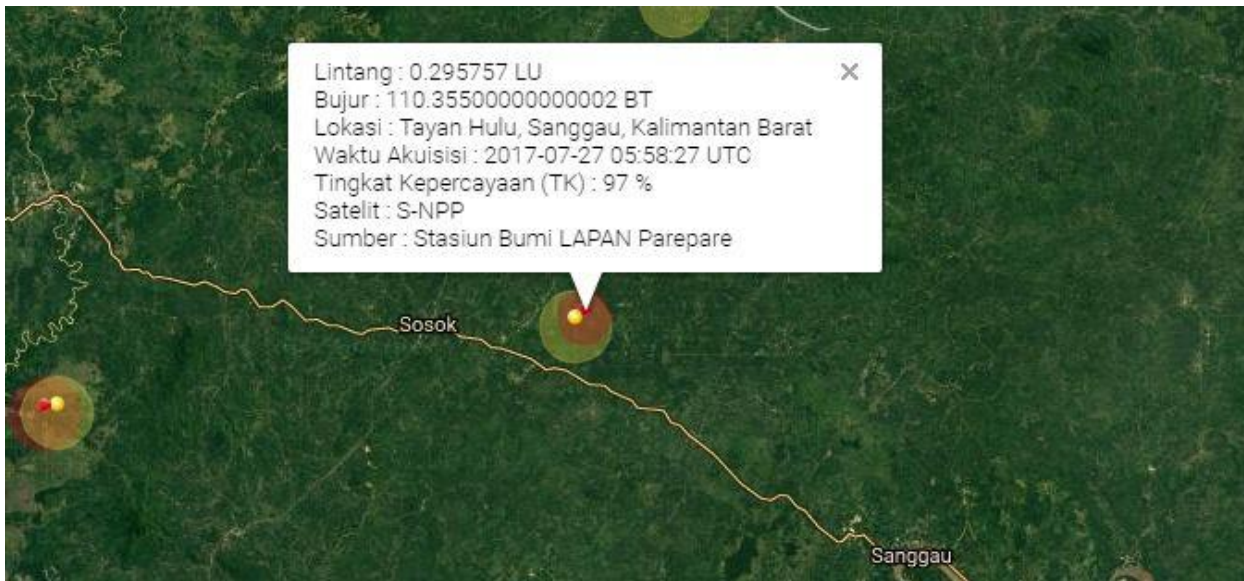 Lintang : 0.295757 LU
Bujur : 110.35500000000002 BT
Lokasi : Tayan Hulu, Sanggau, Kalimantan Barat
Waktu Akuisisi : 2017-07-27 05:58:27 UTC
Tingkat Kepercayaan (TK) : 97 %
Satelit : S-NPP
Sumber : Stasiun Bumi LAPAN Parepare
Sosok
Sanggau